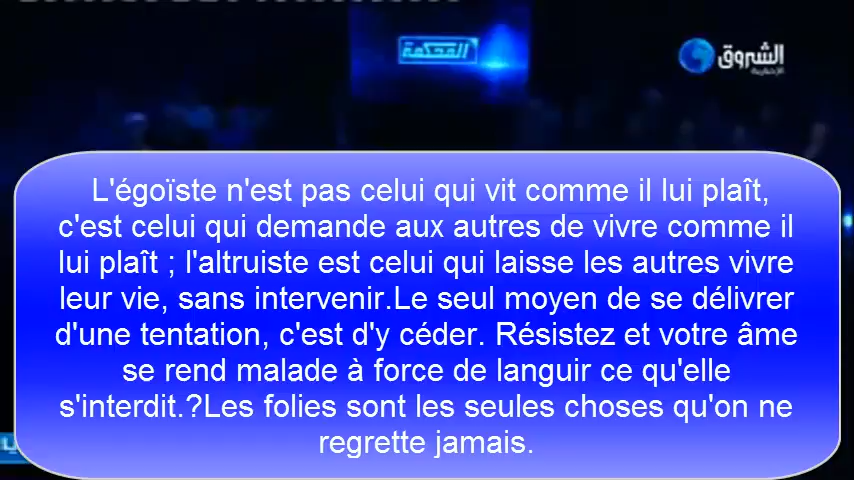 المحكمة
الشروق
الإخبارية
L'égoïste n'est pas celui qui vit comme il lui plaît,
c'est celui qui demande aux autres de vivre comme il
lui plaît ; l'altruiste est celui qui laisse les autres vivre
leur vie, sans intervenir.Le seul moyen de se délivrer
d'une tentation, c'est d'y céder. Résistez et votre âme
se rend malade à force de languir ce qu'elle
s'interdit.?Les folies sont les seules choses qu'on ne
regrette jamais.